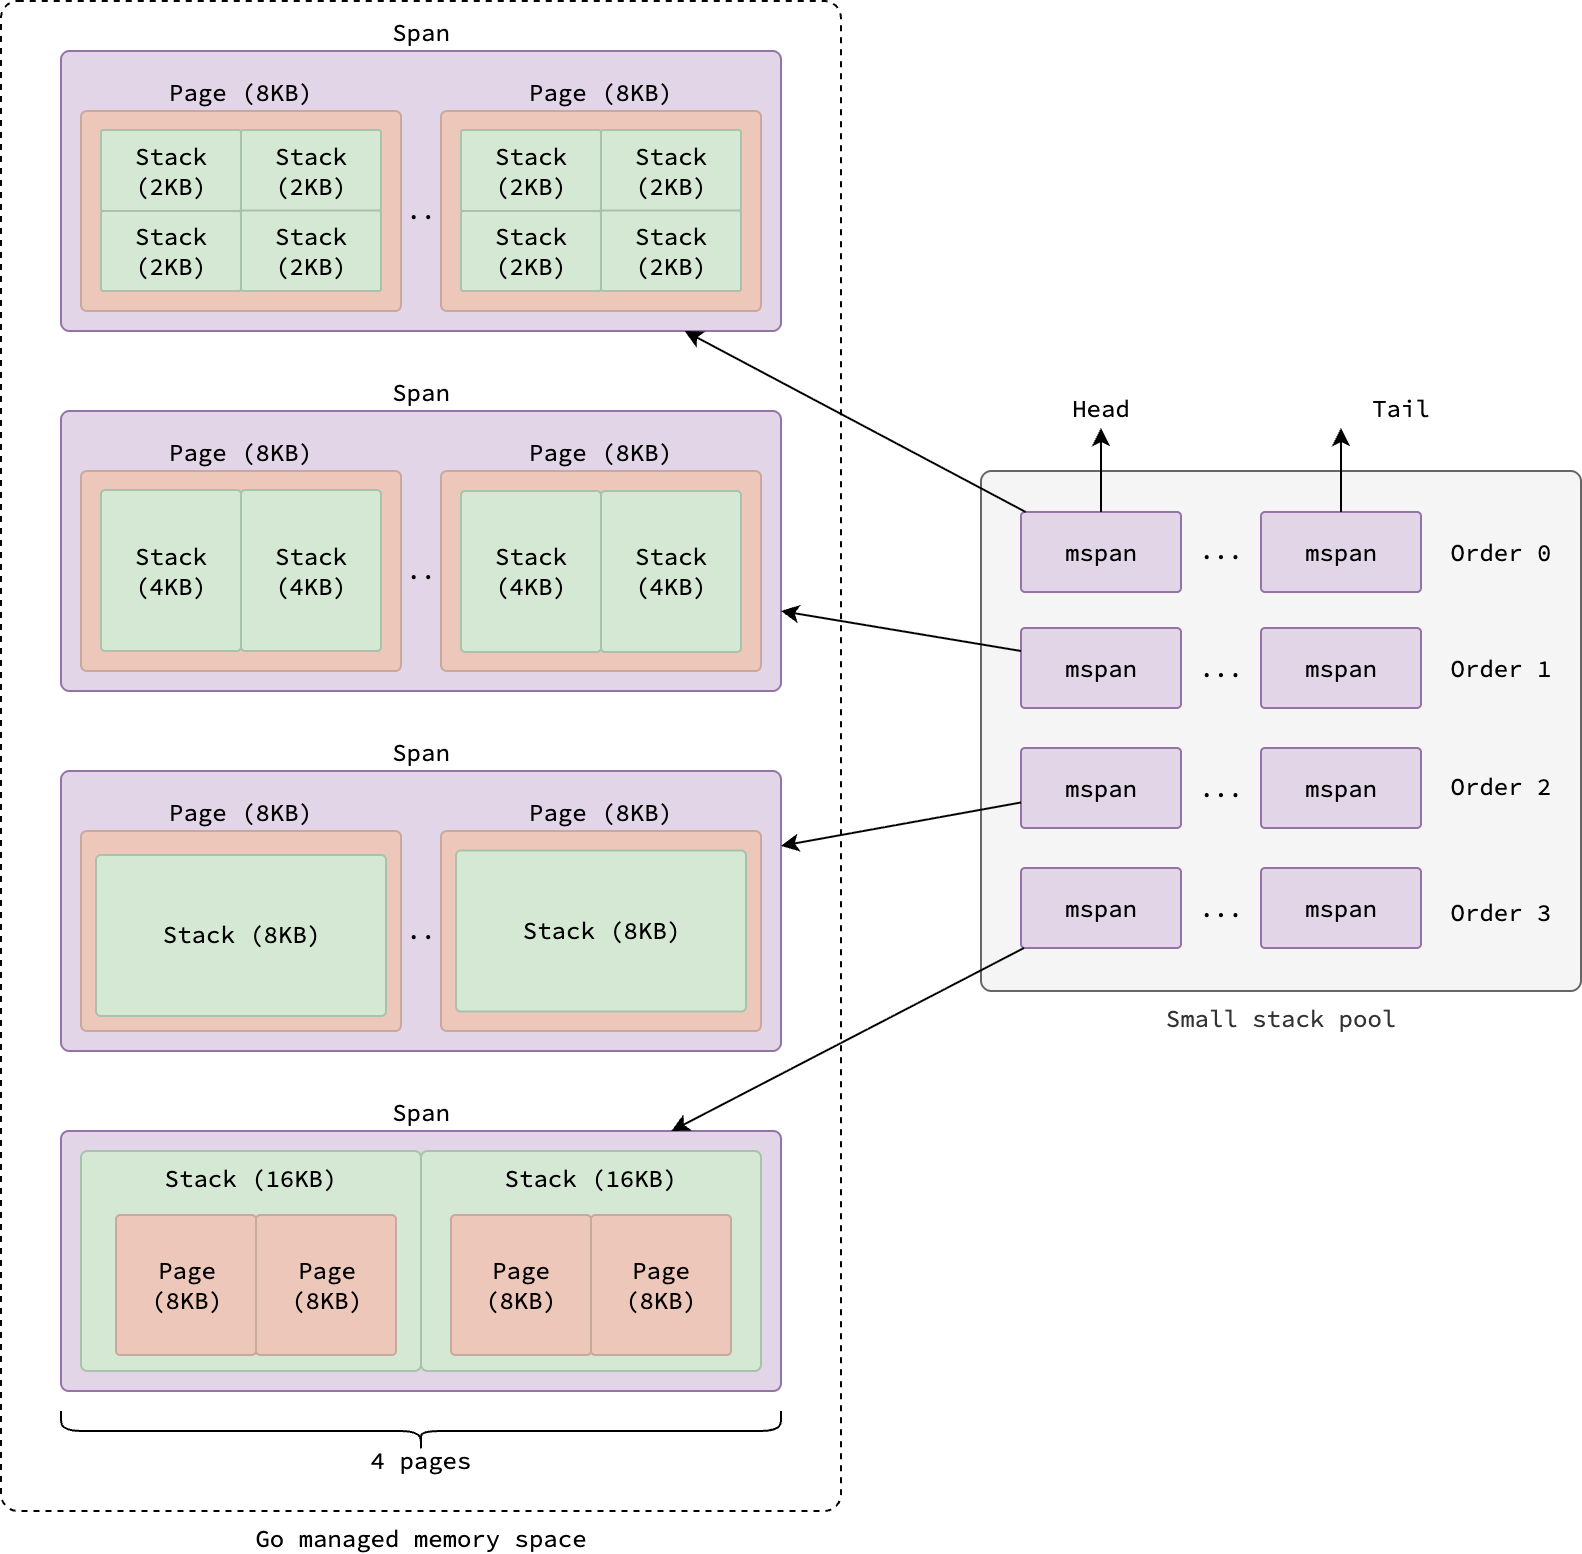 Span
Page (8KB) Page (8KB)
Stack Stack Stack Stack
(2KB) (2KB) (2KB) (2KB)
..
Stack Stack Stack Stack
(2KB) (2KB) (2KB) (2KB)
Span
Page (8KB) Page (8KB)
Stack Stack .. Stack Stack
(4KB) (4KB) (4KB) (4KB)
Span
Page (8KB) Page (8KB)
Stack (8KB) .. Stack (8KB)
Span
Stack (16KB) Stack (16KB)
Page Page Page Page
(8KB) (8KB) (8KB) (8KB)
4 pages
Go managed memory space
Head Tail
mspan ... mspan Order 0
mspan ... mspan Order 1
mspan ... mspan Order 2
mspan ... mspan Order 3
Small stack pool